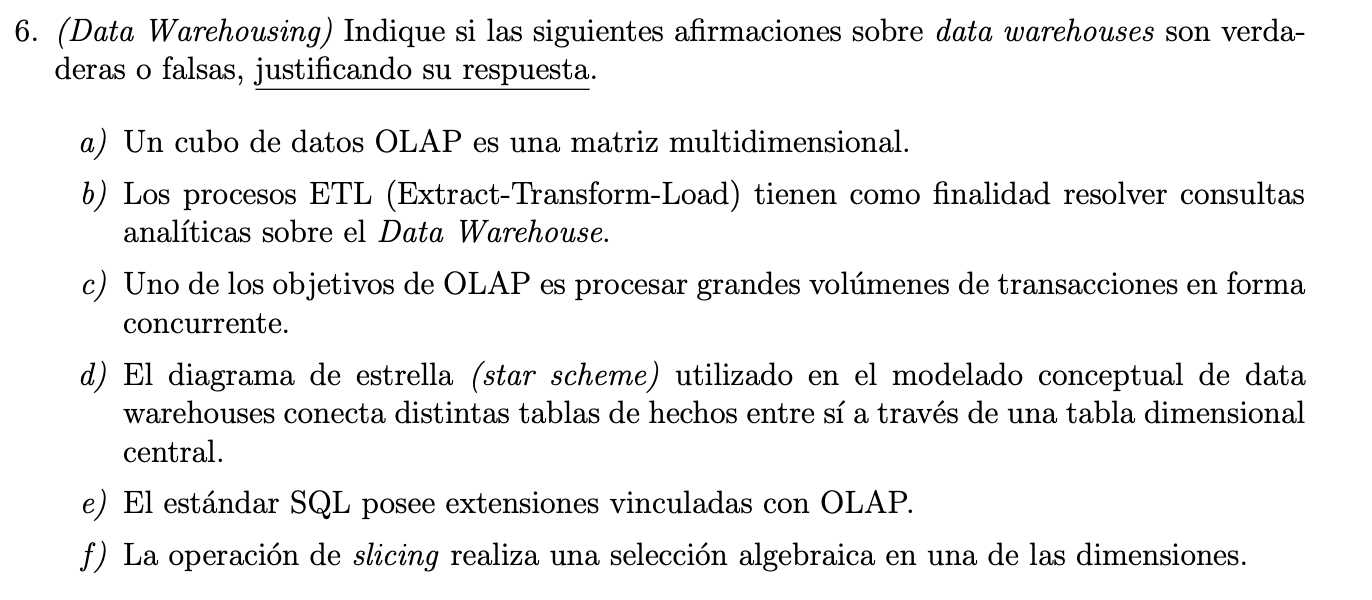 6. (Data Warehousing) Indique si las siguientes afirmaciones sobre data warehouses son verda-
deras o falsas, justificando su respuesta.
a) Un cubo de datos OLAP es una matriz multidimensional.
b) Los procesos ETL (Extract-Transform-Load) tienen como finalidad resolver consultas
analíticas sobre el Data Warehouse.
c) Uno de los objetivos de OLAP es procesar grandes volúmenes de transacciones en forma
concurrente.
d) El diagrama de estrella (star scheme) utilizado en el modelado conceptual de data
warehouses conecta distintas tablas de hechos entre sí a través de una tabla dimensional
central.
e) El estándar SQL posee extensiones vinculadas con OLAP.
f) La operación de slicing realiza una selección algebraica en una de las dimensiones.